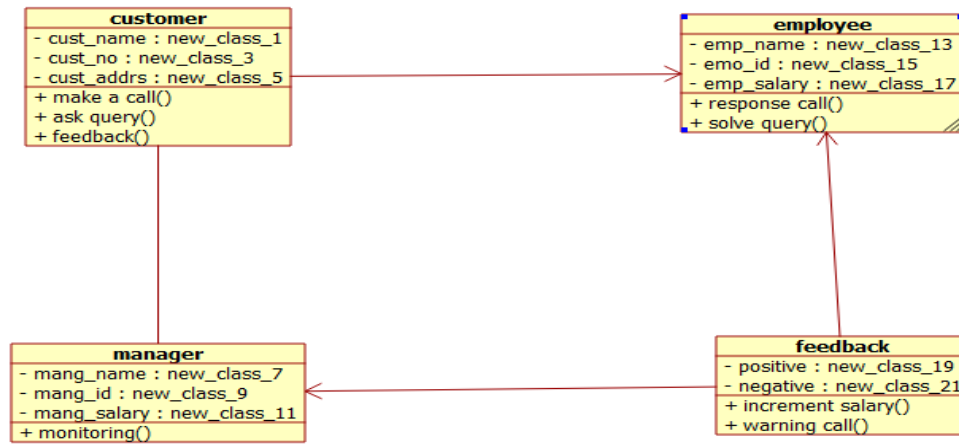 customer
- cust_name : new_class_1
- cust_no : new_class_3
- cust_addrs : new_class_5
+ make a call()
+ ask query()
+ feedback()
employee
- emp_name : new_class_13
- emo_id : new_class_15
- emp_salary : new_class_17
+ response call()
+ solve query()
manager
- mang_name : new_class_7
- mang_id : new_class_9
- mang_salary : new_class_11
+ monitoring()
feedback
- positive : new_class_19
- negative : new_class_21
+ increment salary()
+ warning call()